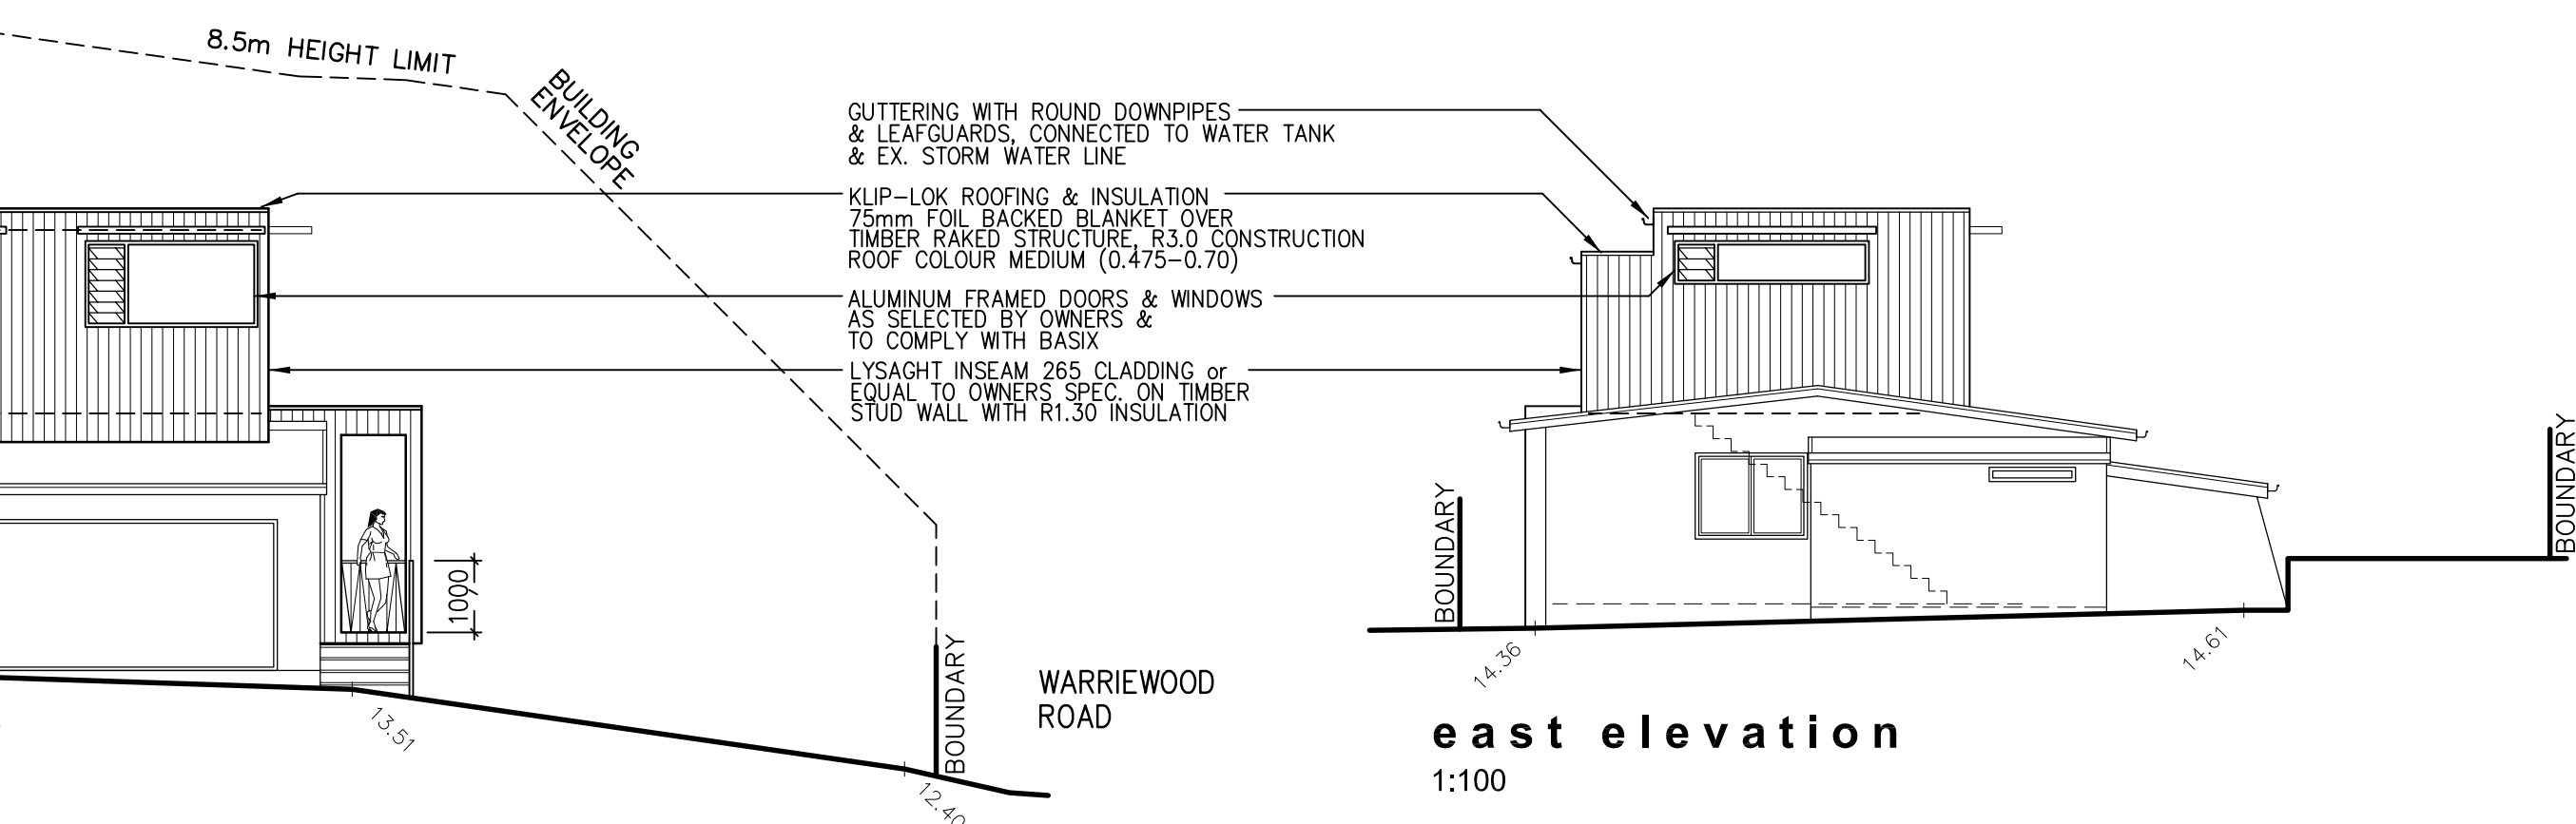 8.5m HEIGHT LIMIT
BUILDING
ENVELOPE
GUTTERING WITH ROUND DOWNPIPES
& LEAFGUARDS, CONNECTED TO WATER TANK
& EX. STORM WATER LINE
KLIP-LOK ROOFING & INSULATION
75mm FOIL BACKED BLANKET OVER
TIMBER RAKED STRUCTURE, R3.0 CONSTRUCTION
ROOF COLOUR MEDIUM (0.475-0.70)
ALUMINUM FRAMED DOORS & WINDOWS
AS SELECTED BY OWNERS &
TO COMPLY WITH BASIX
LYSAGHT INSEAM 265 CLADDING or
EQUAL TO OWNERS SPEC. ON TIMBER
STUD WALL WITH R1.30 INSULATION
1000
13.51
12.40
BOUNDARY
WARRIEWOOD
ROAD
BOUNDARY
BOUNDARY
14.36
14.61
east elevation
1:100